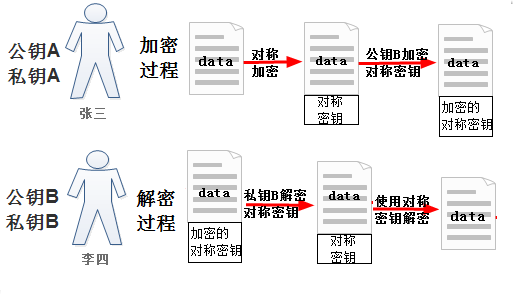 公钥A
私钥A
张三
加密
过程
data
对称
加密
data
对称
密钥
公钥B加密
对称密钥
data
加密的
对称密钥
公钥B
私钥B
李四
解密
过程
data
加密的
对称密钥
私钥B解密
对称密钥
data
对称
密钥
使用对称
密钥解密
data